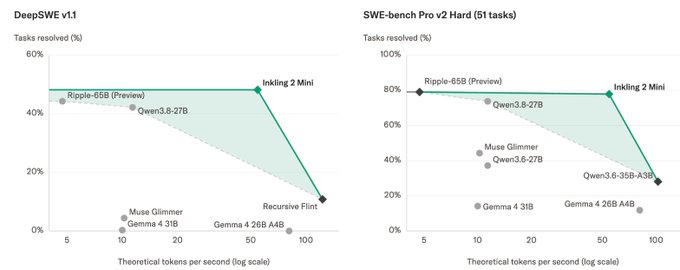 DeepSWE v1.1
Tasks resolved (%)
60%
40%
20%
0%
Ripple-65B (Preview)
Qwen3.8-27B
Inkling 2 Mini
Recursive Flint
Muse Glimmer
Gemma 4 31B
Gemma 4 26B A4B
5
10
20
50
100
Theoretical tokens per second (log scale)
SWE-bench Pro v2 Hard (51 tasks)
Tasks resolved (%)
100%
80%
60%
40%
20%
0%
Ripple-65B (Preview)
Inkling 2 Mini
Qwen3.8-27B
Muse Glimmer
Qwen3.6-27B
Qwen3.6-35B-A3B
Gemma 4 31B
Gemma 4 26B A4B
5
10
20
50
100
Theoretical tokens per second (log scale)